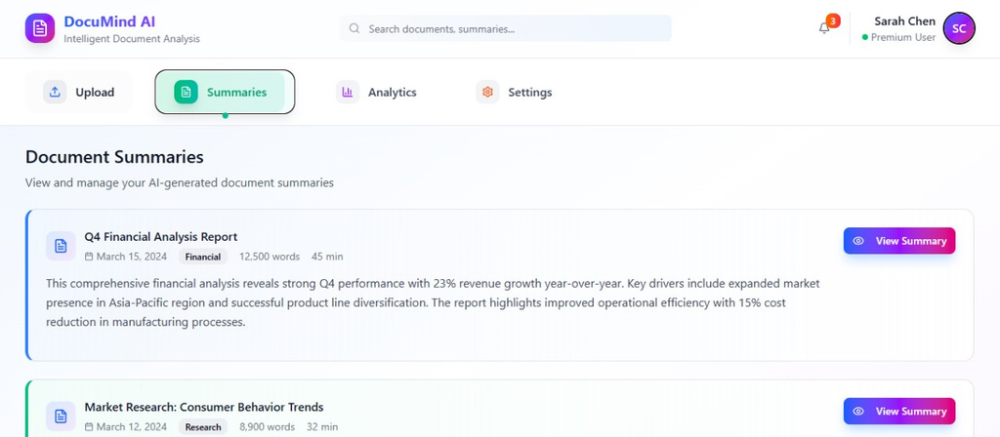 DocuMind AI
Intelligent Document Analysis
Search documents, summaries...
3
Sarah Chen
Premium User
SC
Upload
Summaries
Analytics
Settings
Document Summaries
View and manage your AI-generated document summaries
Q4 Financial Analysis Report
March 15, 2024
Financial
12,500 words
45 min
View Summary
This comprehensive financial analysis reveals strong Q4 performance with 23% revenue growth year-over-year. Key drivers include expanded market
presence in Asia-Pacific region and successful product line diversification. The report highlights improved operational efficiency with 15% cost
reduction in manufacturing processes.
Market Research: Consumer Behavior Trends
March 12, 2024
Research
8,900 words
32 min
View Summary